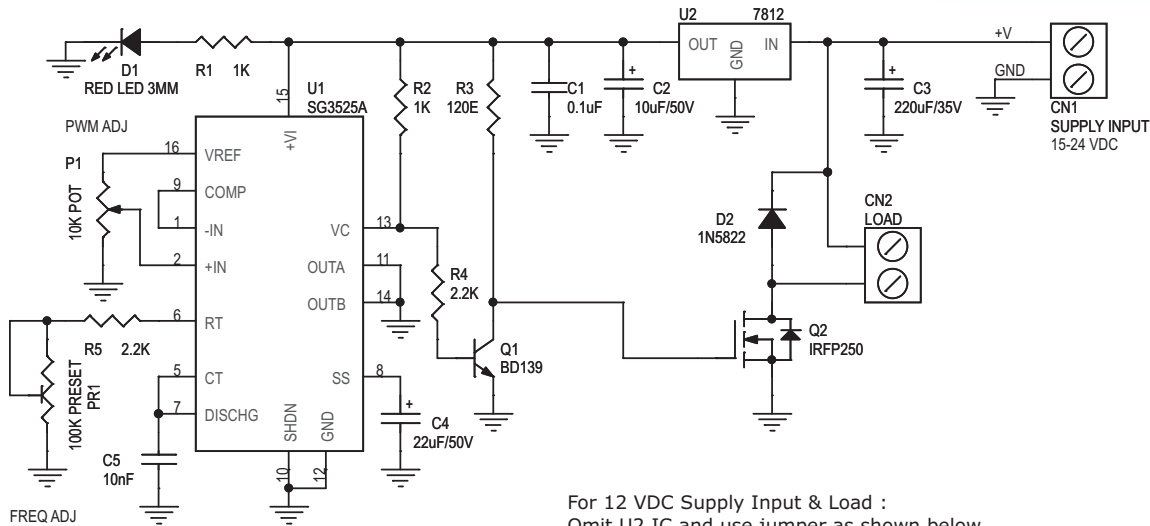 U2 7812
OUT IN
GND
+V
GND
CN1
SUPPLY INPUT
15-24 VDC
D1
RED LED 3MM
R1 1K
U1
SG3525A
15
+VI
R2
1K
R3
120E
C1
0.1uF
+
C2
10uF/50V
+
C3
220uF/35V
PWM ADJ
P1
10K POT
16 VREF
9 COMP
1 -IN
2 +IN
6 RT
5 CT
7 DISCHG
VC 13
OUTA 11
OUTB 14
SS 8
SHDN
GND
10
12
R4
2.2K
Q1
BD139
+
C4
22uF/50V
D2
1N5822
CN2
LOAD
Q2
IRFP250
R5 2.2K
100K PRESET
PR1
C5
10nF
FREQ ADJ
For 12 VDC Supply Input & Load :
Omit U2 IC and use jumper as shown below